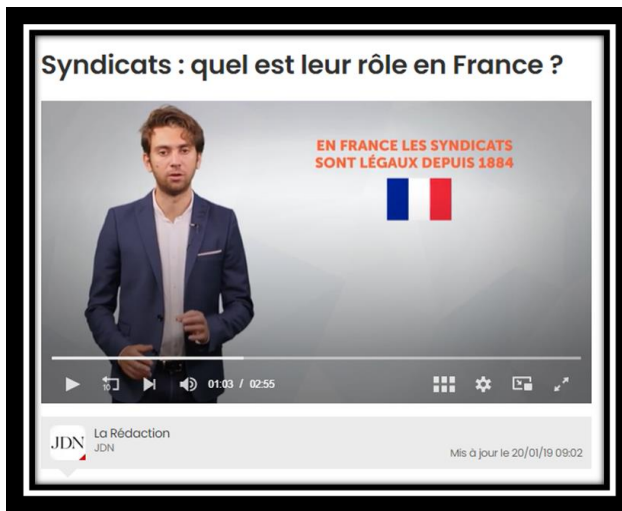 Syndicats : quel est leur rôle en France ?
EN FRANCE LES SYNDICATS
SONT LÉGAUX DEPUIS 1884
10
01:03 / 02:55
JDN
La Rédaction
JDN
Mis à jour le 20/01/19 09:02